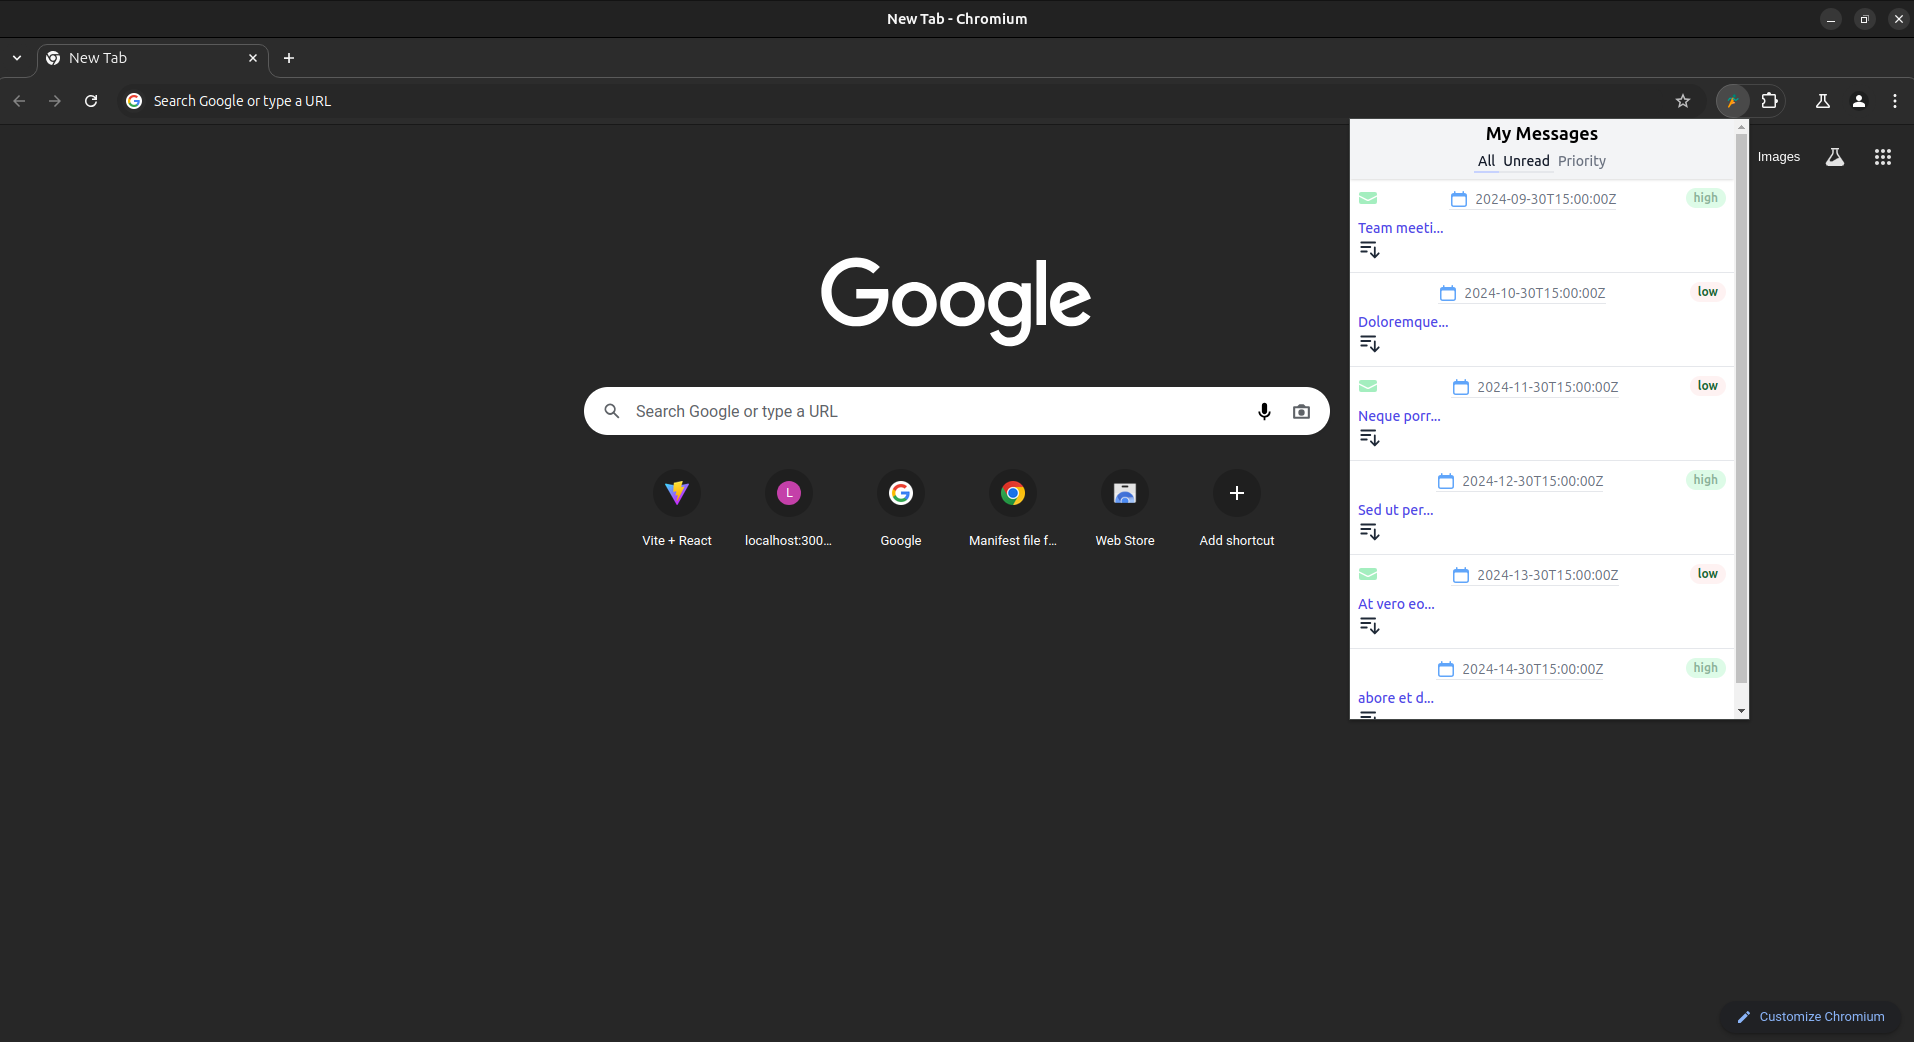 New Tab - Chromium
New Tab
Search Google or type a URL
My Messages
All Unread Priority
Images
2024-09-30T15:00:00Z high
Team meeti...
2024-10-30T15:00:00Z low
Doloremque...
2024-11-30T15:00:00Z low
Neque porr...
2024-12-30T15:00:00Z high
Sed ut per...
2024-13-30T15:00:00Z low
At vero eo...
2024-14-30T15:00:00Z high
abore et d...
Google
Search Google or type a URL
L
Vite + React localhost:300... Google Manifest file f... Web Store Add shortcut
Customize Chromium